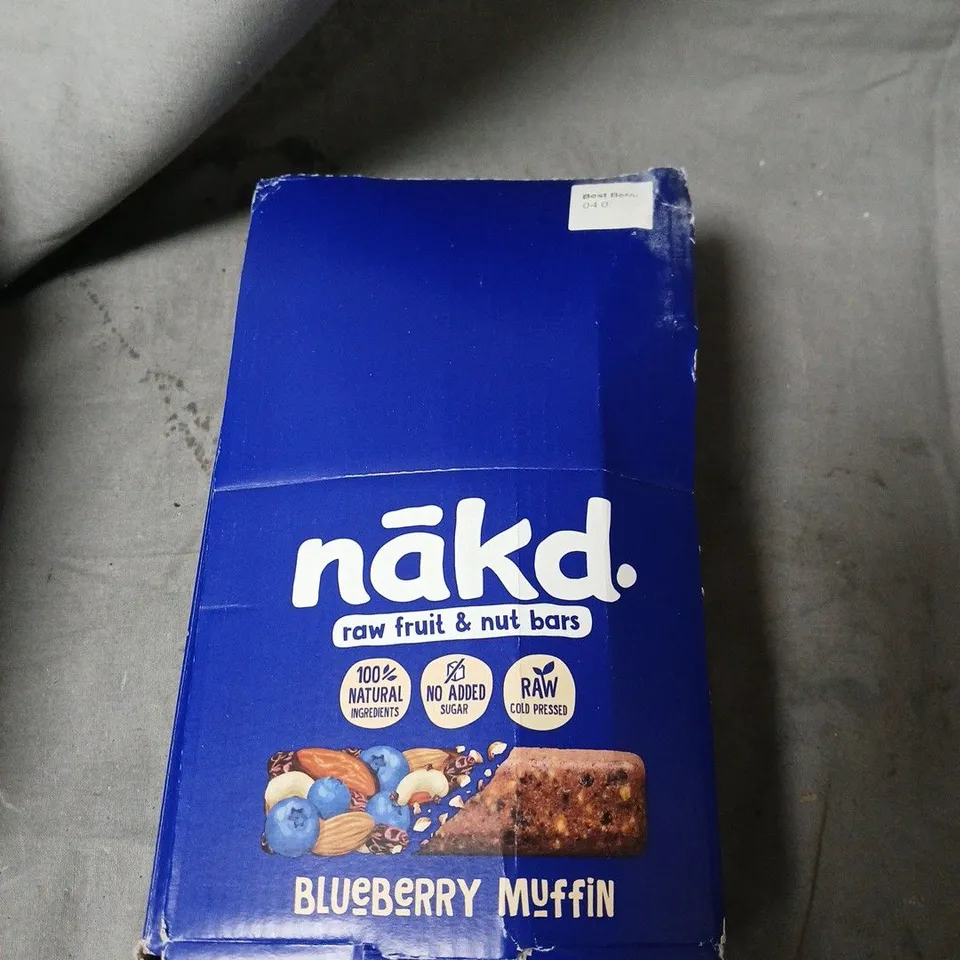 Best
04 0
nākd.
raw fruit & nut bars
100%
NATURAL
INGREDIENTS
NO ADDED
SUGAR
RAW
COLD PRESSED
BLUeBeRRY MuffiN